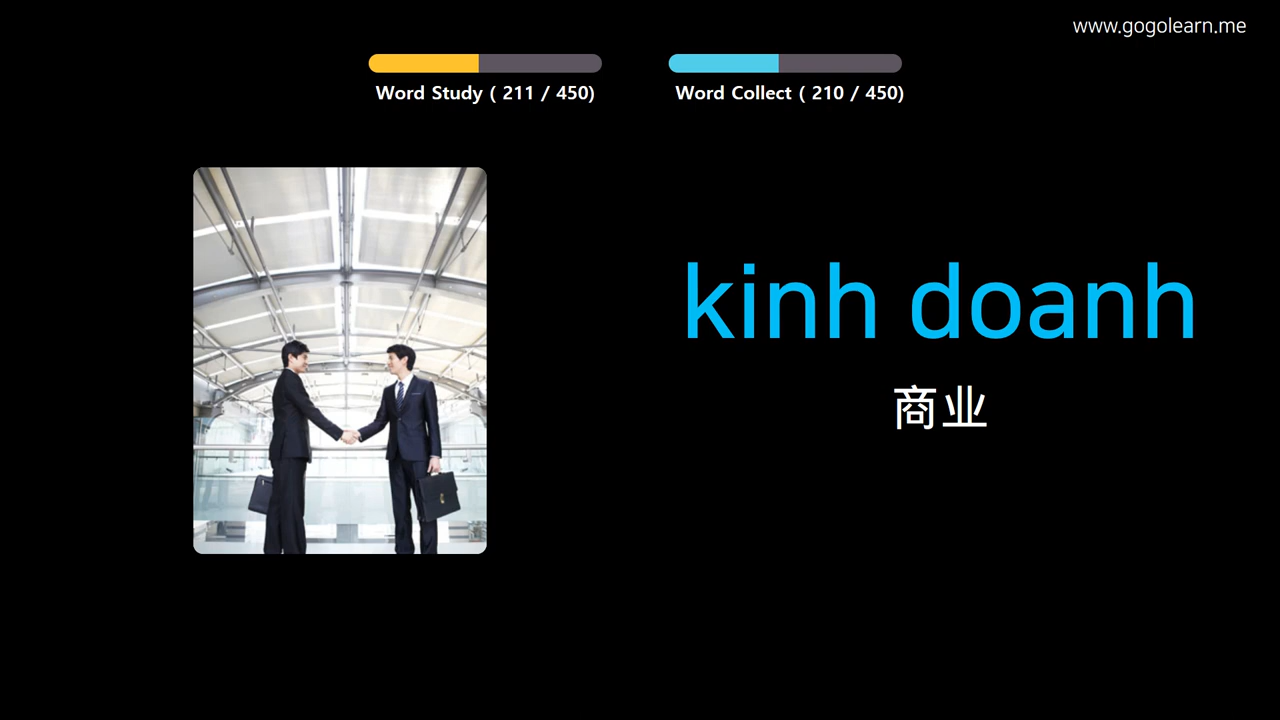 www.gogolearn.me
Word Study ( 211 / 450)
Word Collect ( 210 / 450)
kinh doanh
商业